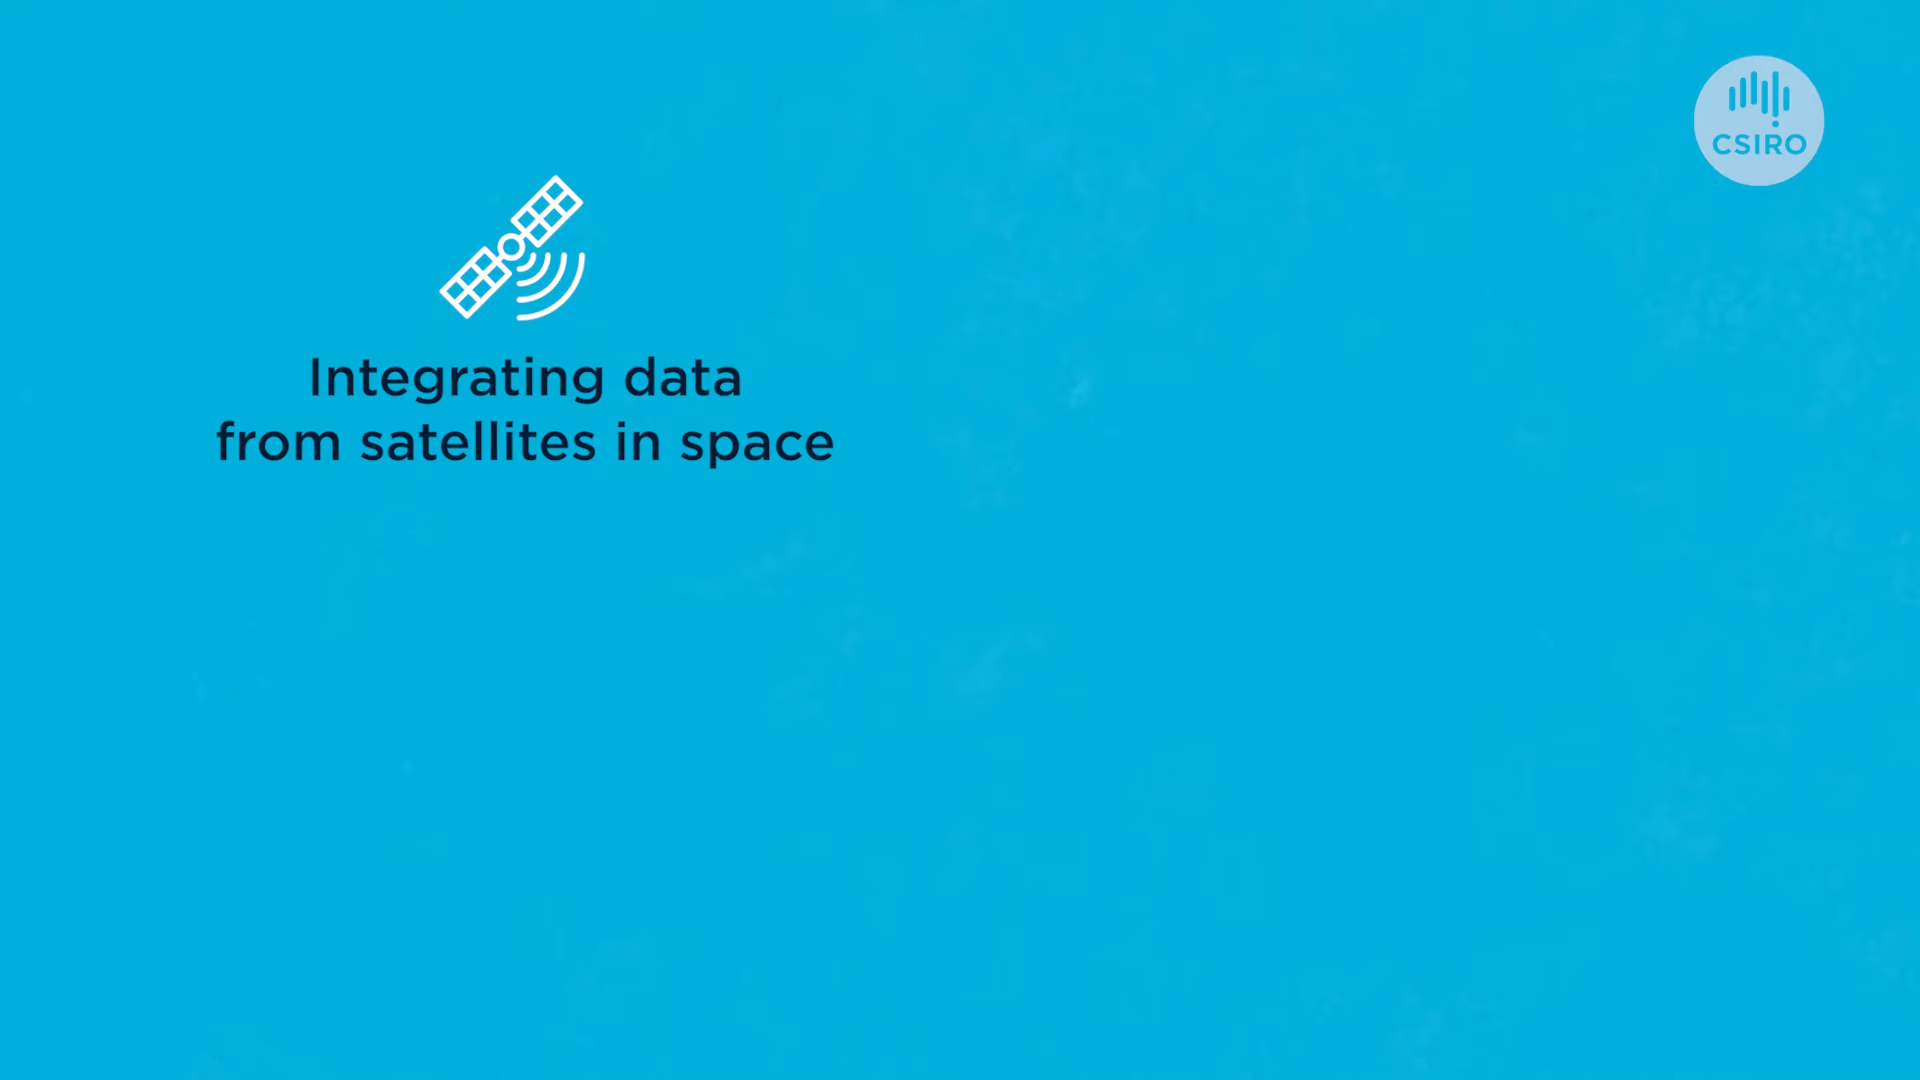 CSIRO
Integrating data
from satellites in space